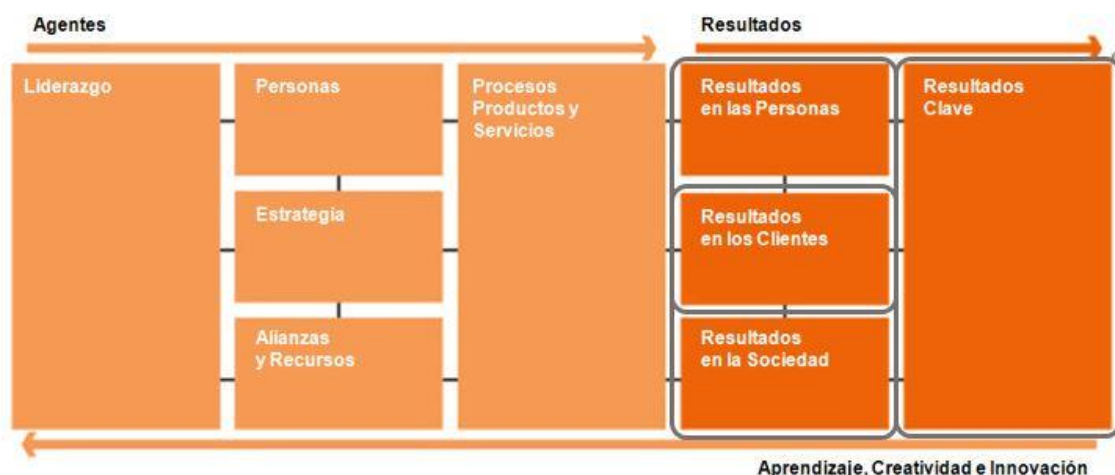 Agentes
Resultados
Liderazgo
Personas
Procesos
Productos y
Servicios
Resultados
en las Personas
Resultados
Clave
Estrategia
Resultados
en los Clientes
Alianzas
y Recursos
Resultados
en la Sociedad
Aprendizaje, Creatividad e Innovación